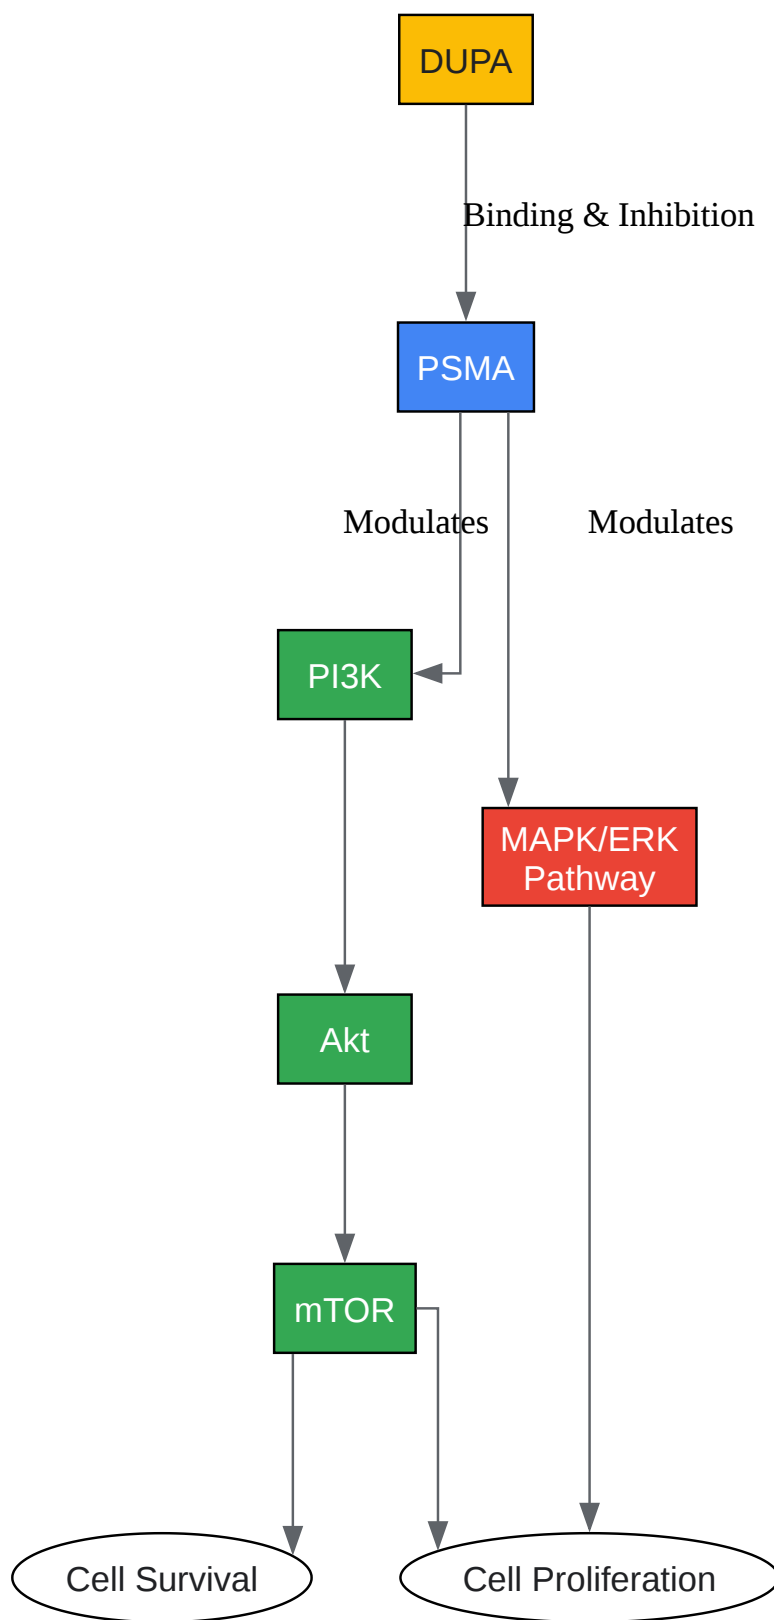 DUPA
Binding & Inhibition
PSMA
Modulates
Modulates
PI3K
MAPK/ERK
Pathway
Akt
mTOR
Cell Survival
Cell Proliferation